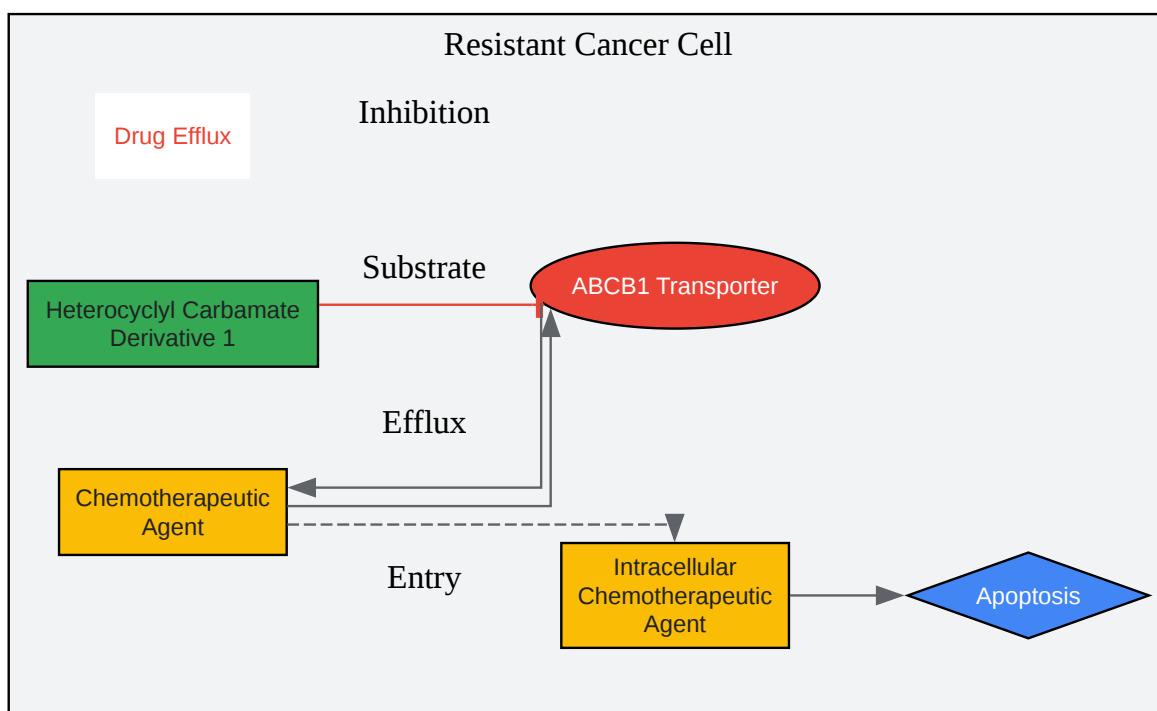 Resistant Cancer Cell
Inhibition
Drug Efflux
Substrate
ABCB1 Transporter
Heterocyclyl Carbamate
Derivative 1
Efflux
Chemotherapeutic
Agent
Entry
Intracellular
Chemotherapeutic
Agent
Apoptosis